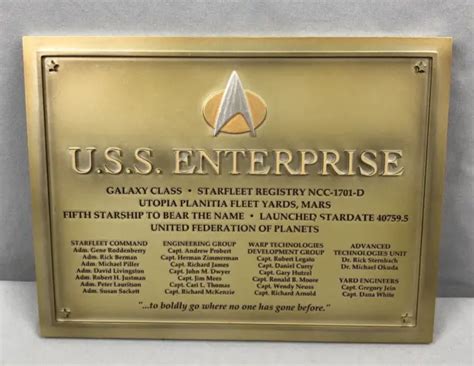 U.S.S. ENTERPRISE
GALAXY CLASS • STARFLEET REGISTRY NCC-1701-D
UTOPIA PLANITIA FLEET YARDS, MARS
FIFTH STARSHIP TO BEAR THE NAME • LAUNCHED STARDATE 40759.5
UNITED FEDERATION OF PLANETS
STARFLEET COMMAND
Adm. Gene Roddenberry
Adm. Rick Berman
Adm. Michael Piller
Adm. David Livingston
Adm. Robert H. Justman
Adm. Peter Lauritson
Adm. Susan Sackett
ENGINEERING GROUP
Capt. Andrew Probert
Capt. Herman Zimmerman
Capt. Richard James
Capt. John M. Dwyer
Capt. Jim Mees
Capt. Cari L. Thomas
Capt. Richard McKenzie
WARP TECHNOLOGIES
DEVELOPMENT GROUP
Capt. Robert Legato
Capt. Daniel Curry
Capt. Gary Hutzel
Capt. Ronald B. Moore
Capt. Wendy Neuss
Capt. Richard Arnold
ADVANCED
TECHNOLOGIES UNIT
Dr. Rick Sternbach
Dr. Michael Okuda
YARD ENGINEERS
Capt. Gregory Jein
Capt. Dana White
"...to boldly go where no one has gone before."